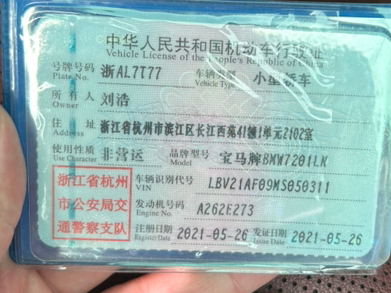 中华人民共和国机动车行驶证
Vehicle License of the People's Republic of China
号牌号码 浙AL7T77 车辆类型 小型轿车
Plate No. Vehicle Type
所有人 刘浩
Owner
住址 浙江省杭州市滨江区长江西苑41幢1单元2102室
Address
使用性质 非营运 品牌型号 宝马牌BMW7201LK
Use Character Model
浙江省杭州
市公安局交
通警察支队
车辆识别代号 LBV21AF09MS050311
VIN
发动机号码 A262E273
Engine No.
注册日期 2021-05-26 发证日期 2021-05-26
Register Date Issue Date